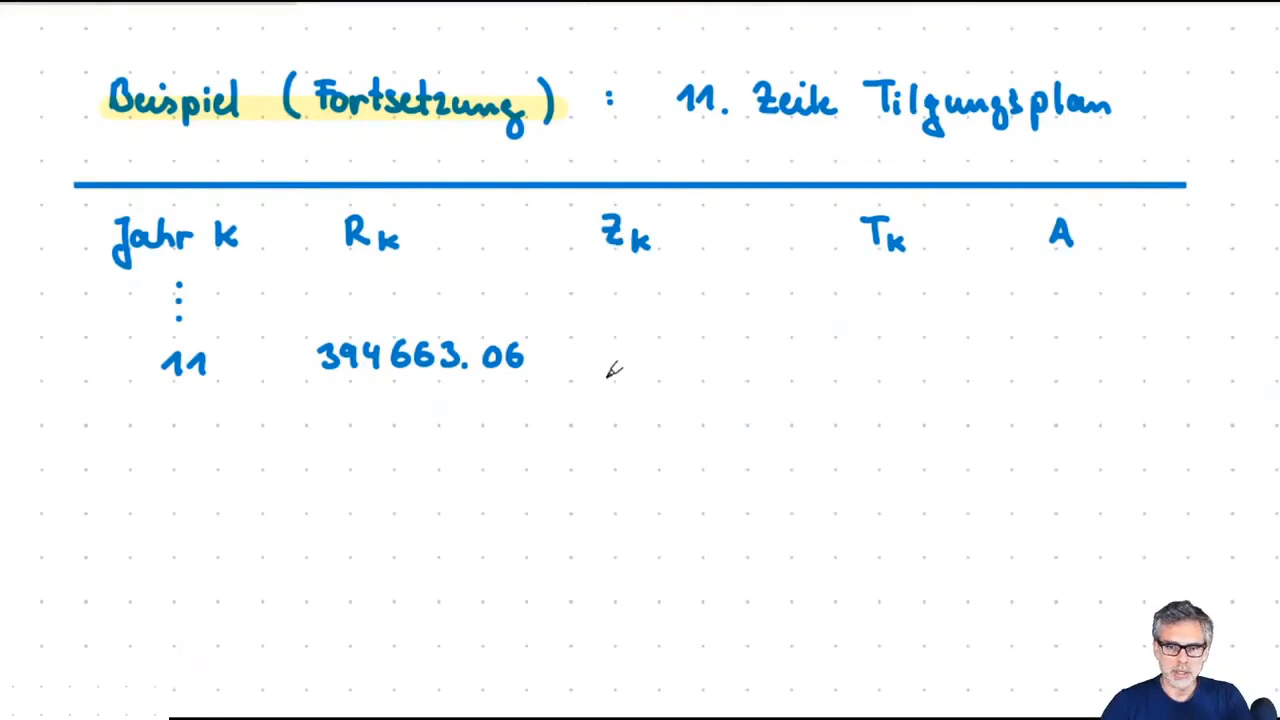 Beispiel (Fortsetzung) : 11. Zeile Tilgungsplan
Jahr k R_k Z_k T_k A
⋮
11 394663.06